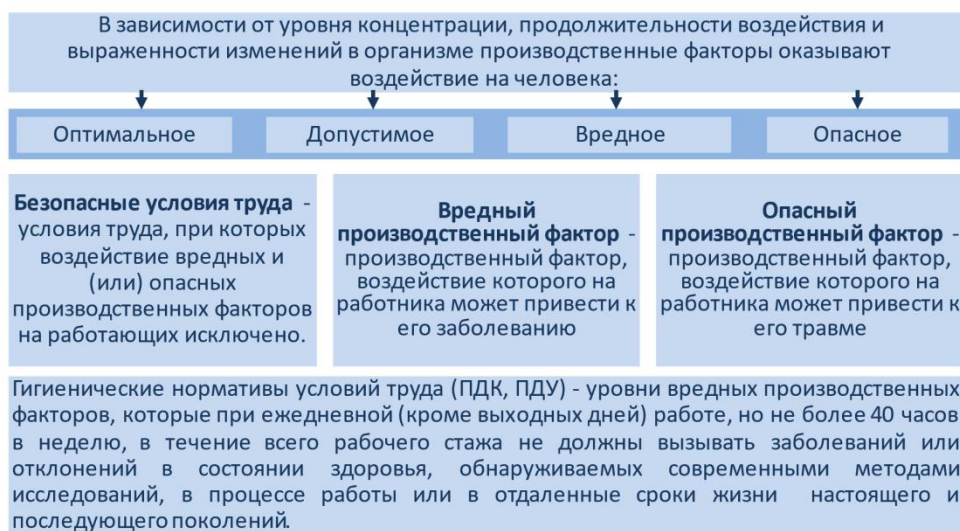 В зависимости от уровня концентрации, продолжительности воздействия и
выраженности изменений в организме производственные факторы оказывают
воздействие на человека:
Оптимальное
Допустимое
Вредное
Опасное
Безопасные условия труда -
условия труда, при которых
воздействие вредных и
(или) опасных
производственных факторов
на работающих исключено.
Вредный
производственный фактор -
производственный фактор,
воздействие которого на
работника может привести к
его заболеванию
Опасный
производственный фактор -
производственный фактор,
воздействие которого на
работника может привести к
его травме
Гигиенические нормативы условий труда (ПДК, ПДУ) - уровни вредных производственных
факторов, которые при ежедневной (кроме выходных дней) работе, но не более 40 часов
в неделю, в течение всего рабочего стажа не должны вызывать заболеваний или
отклонений в состоянии здоровья, обнаруживаемых современными методами
исследований, в процессе работы или в отдаленные сроки жизни настоящего и
последующего поколений.